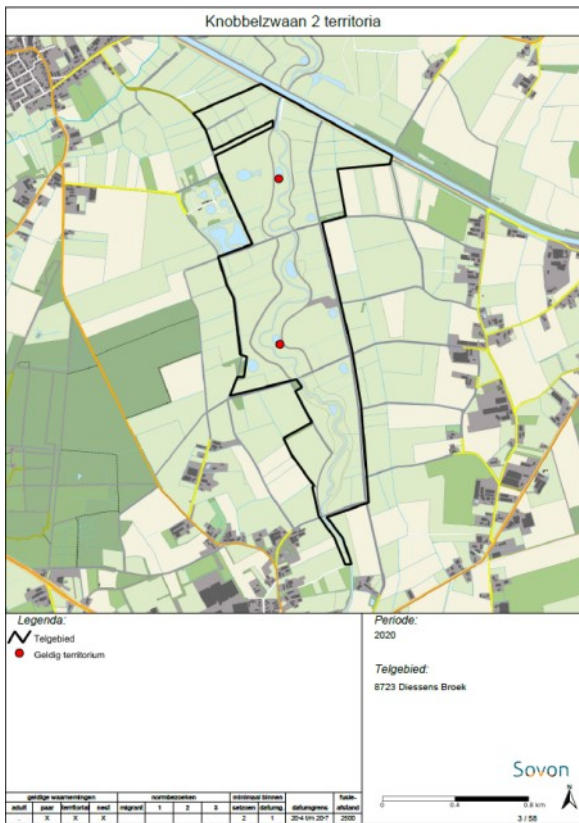 Knobbelzwaan 2 territoria
Legenda:
Telgebied
Geldig territorium
Periode:
2020
Telgebied:
8723 Diessens Broek
Sovon
0 0.4 0.8 km
N
3 / 58
geldige waarnemingen normbezoeken minimaal binnen fusie-
adult paar territoriaal nest migrant 1 2 3 seizoen datumg. datumgrens afstand
. X X X 2 1 20-4 t/m 20-7 2500